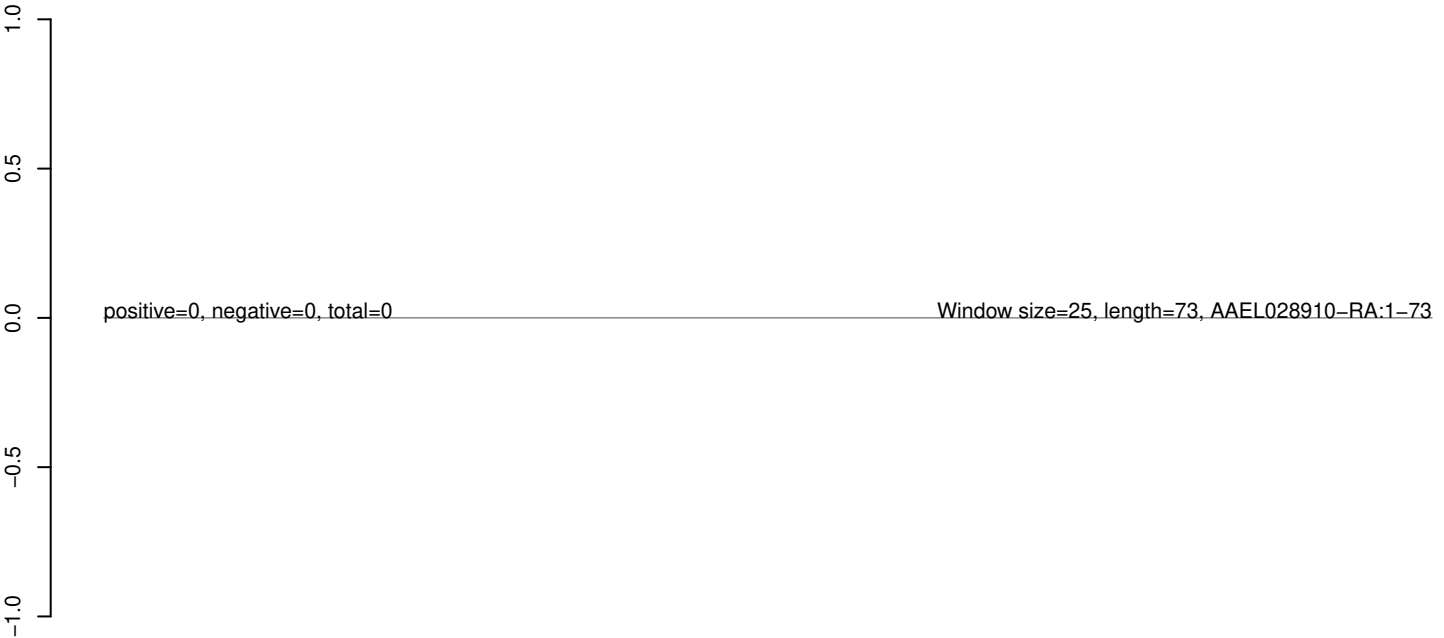 1.0
0.5
positive=0, negative=0, total=0
Window size=25, length=73, AAEL028910−RA:1−73
0.0
−0.5
−1.0